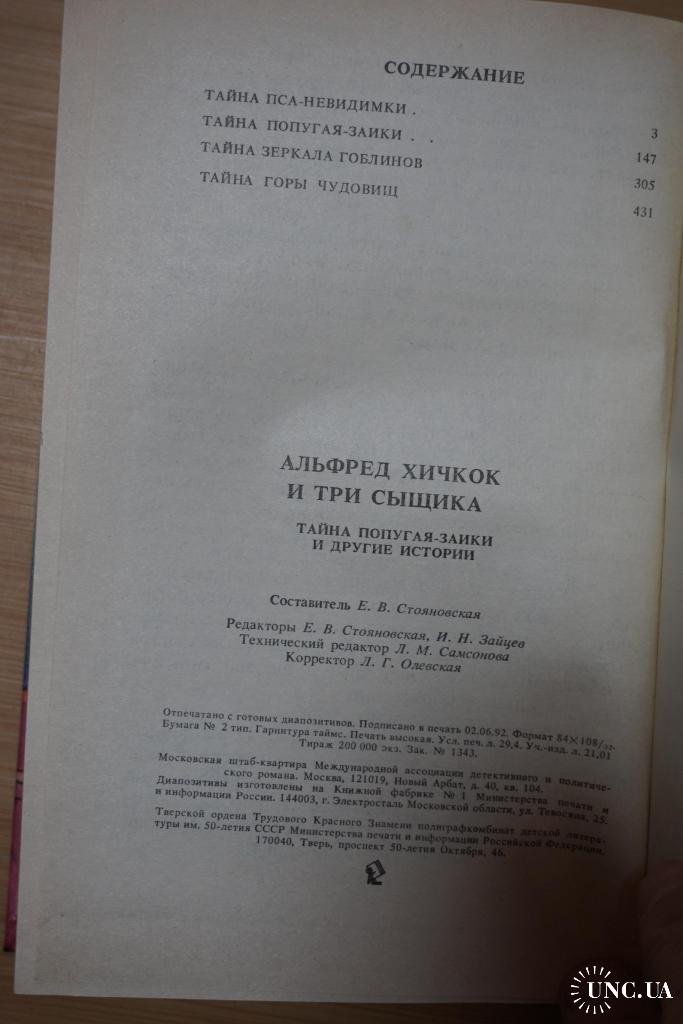 СОДЕРЖАНИЕ
ТАЙНА ПСА-НЕВИДИМКИ . 3
ТАЙНА ПОПУГАЯ-ЗАИКИ . . 147
ТАЙНА ЗЕРКАЛА ГОБЛИНОВ 305
ТАЙНА ГОРЫ ЧУДОВИЩ 431
АЛЬФРЕД ХИЧКОК
И ТРИ СЫЩИКА
ТАЙНА ПОПУГАЯ-ЗАИКИ
И ДРУГИЕ ИСТОРИИ
Составитель Е. В. Стояновская
Редакторы Е. В. Стояновская, И. Н. Зайцев
Технический редактор Л. М. Самсонова
Корректор Л. Г. Олевская
Отпечатано с готовых диапозитивов. Подписано в печать 02.06.92. Формат 84×108/32.
Бумага № 2 тип. Гарнитура таймс. Печать высокая. Усл. печ. л. 29,4. Уч.-изд. л. 21,01
Тираж 200 000 экз. Зак. № 1343.
Московская штаб-квартира Международной ассоциации детективного и политиче-
ского романа. Москва, 121019, Новый Арбат, д. 40, кв. 104.
Диапозитивы изготовлены на Книжной фабрике № 1 Министерства печати и
и информации России. 144003, г. Электросталь Московской области, ул. Тевосяна, 25.
Тверской ордена Трудового Красного Знамени полиграфкомбинат детской литера-
туры им. 50-летия СССР Министерства печати и информации Российской Федерации.
170040, Тверь, проспект 50-летия Октября, 46.
UNC.UA